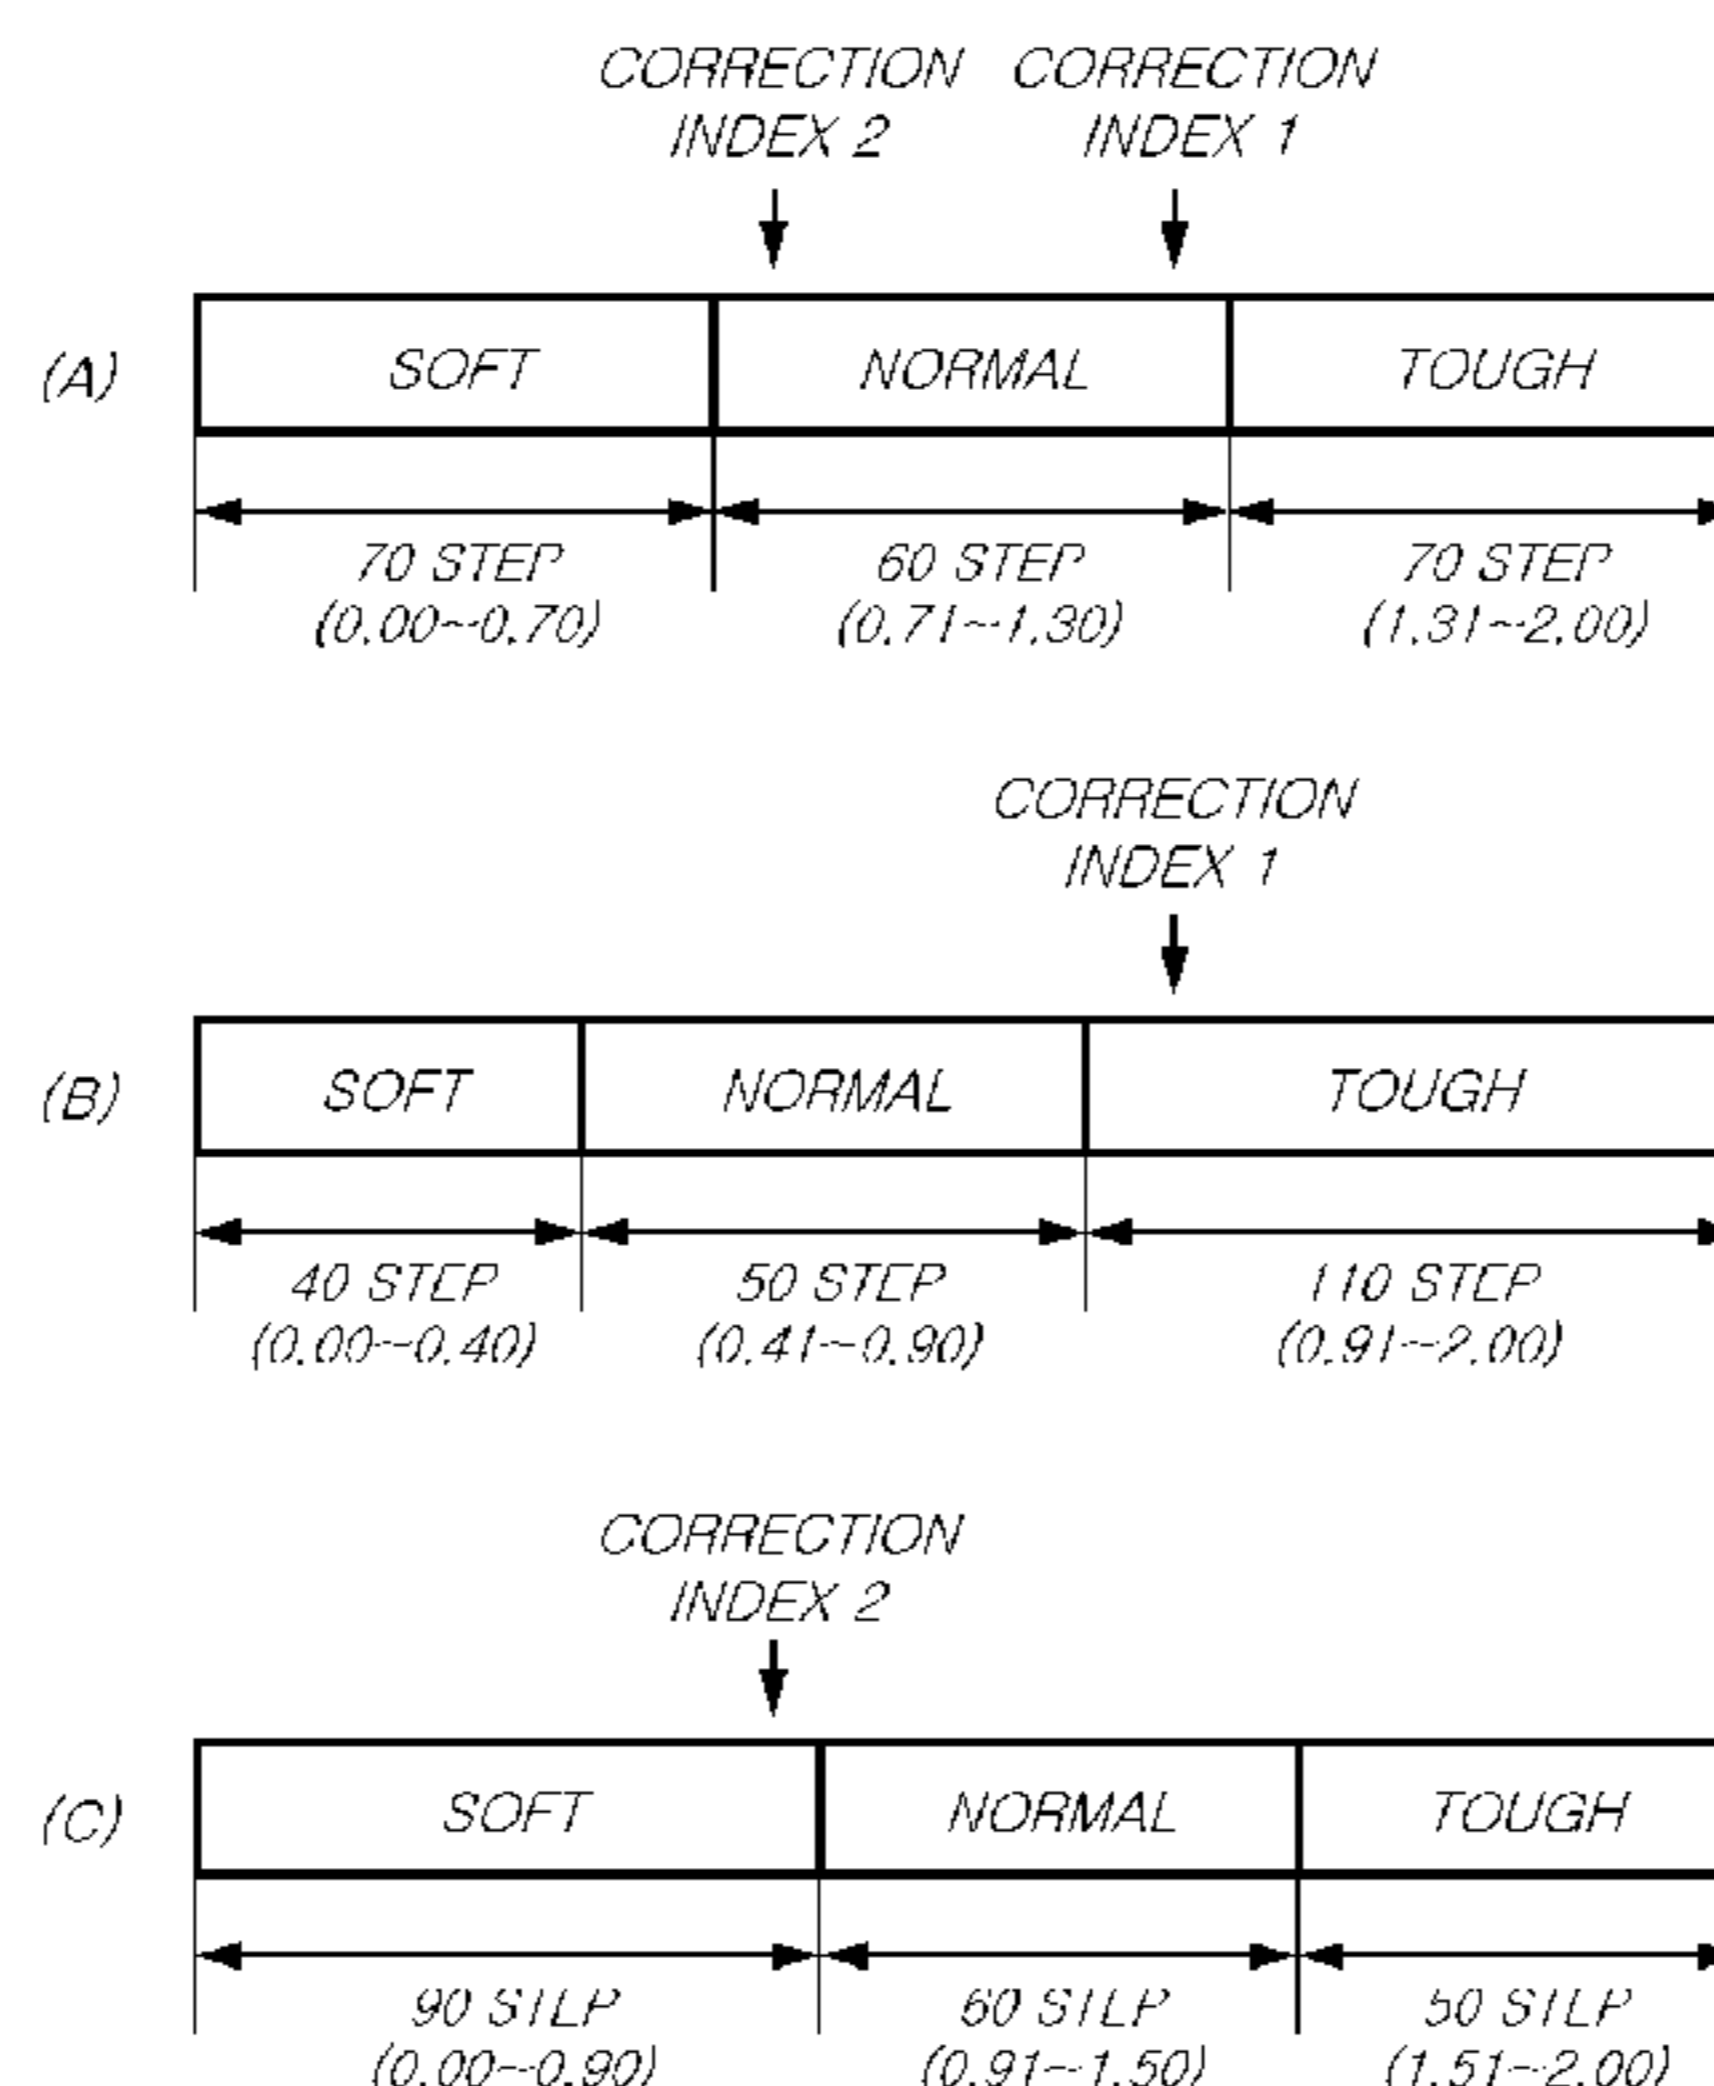 CORRECTION CORRECTION
INDEX 2 INDEX 1
(A) SOFT NORMAL TOUGH
70 STEP 60 STEP 70 STEP
(0.00~0.70) (0.71~1.30) (1.31~2.00)
CORRECTION
INDEX 1
(B) SOFT NORMAL TOUGH
40 STEP 50 STEP 110 STEP
(0.00~0.40) (0.41~0.90) (0.91~2.00)
CORRECTION
INDEX 2
(C) SOFT NORMAL TOUGH
90 STEP 60 STEP 50 STEP
(0.00~0.90) (0.91~1.50) (1.51~2.00)